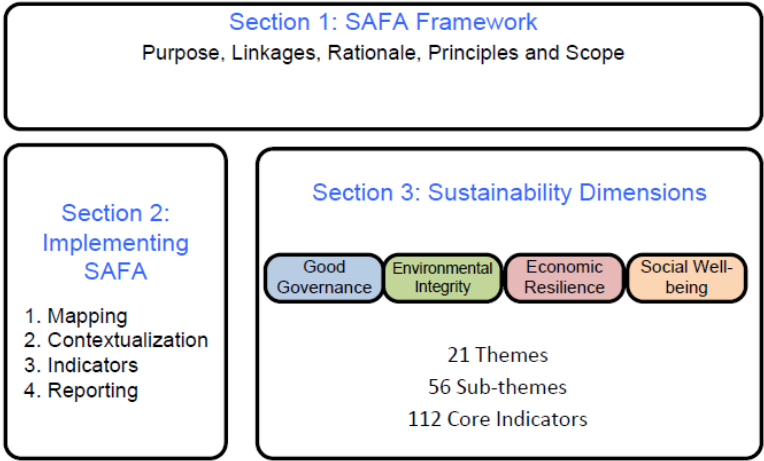 Section 1: SAFA Framework
Purpose, Linkages, Rationale, Principles and Scope
Section 2:
Implementing
SAFA
1. Mapping
2. Contextualization
3. Indicators
4. Reporting
Section 3: Sustainability Dimensions
Good
Governance
Environmental
Integrity
Economic
Resilience
Social Well-
being
21 Themes
56 Sub-themes
112 Core Indicators